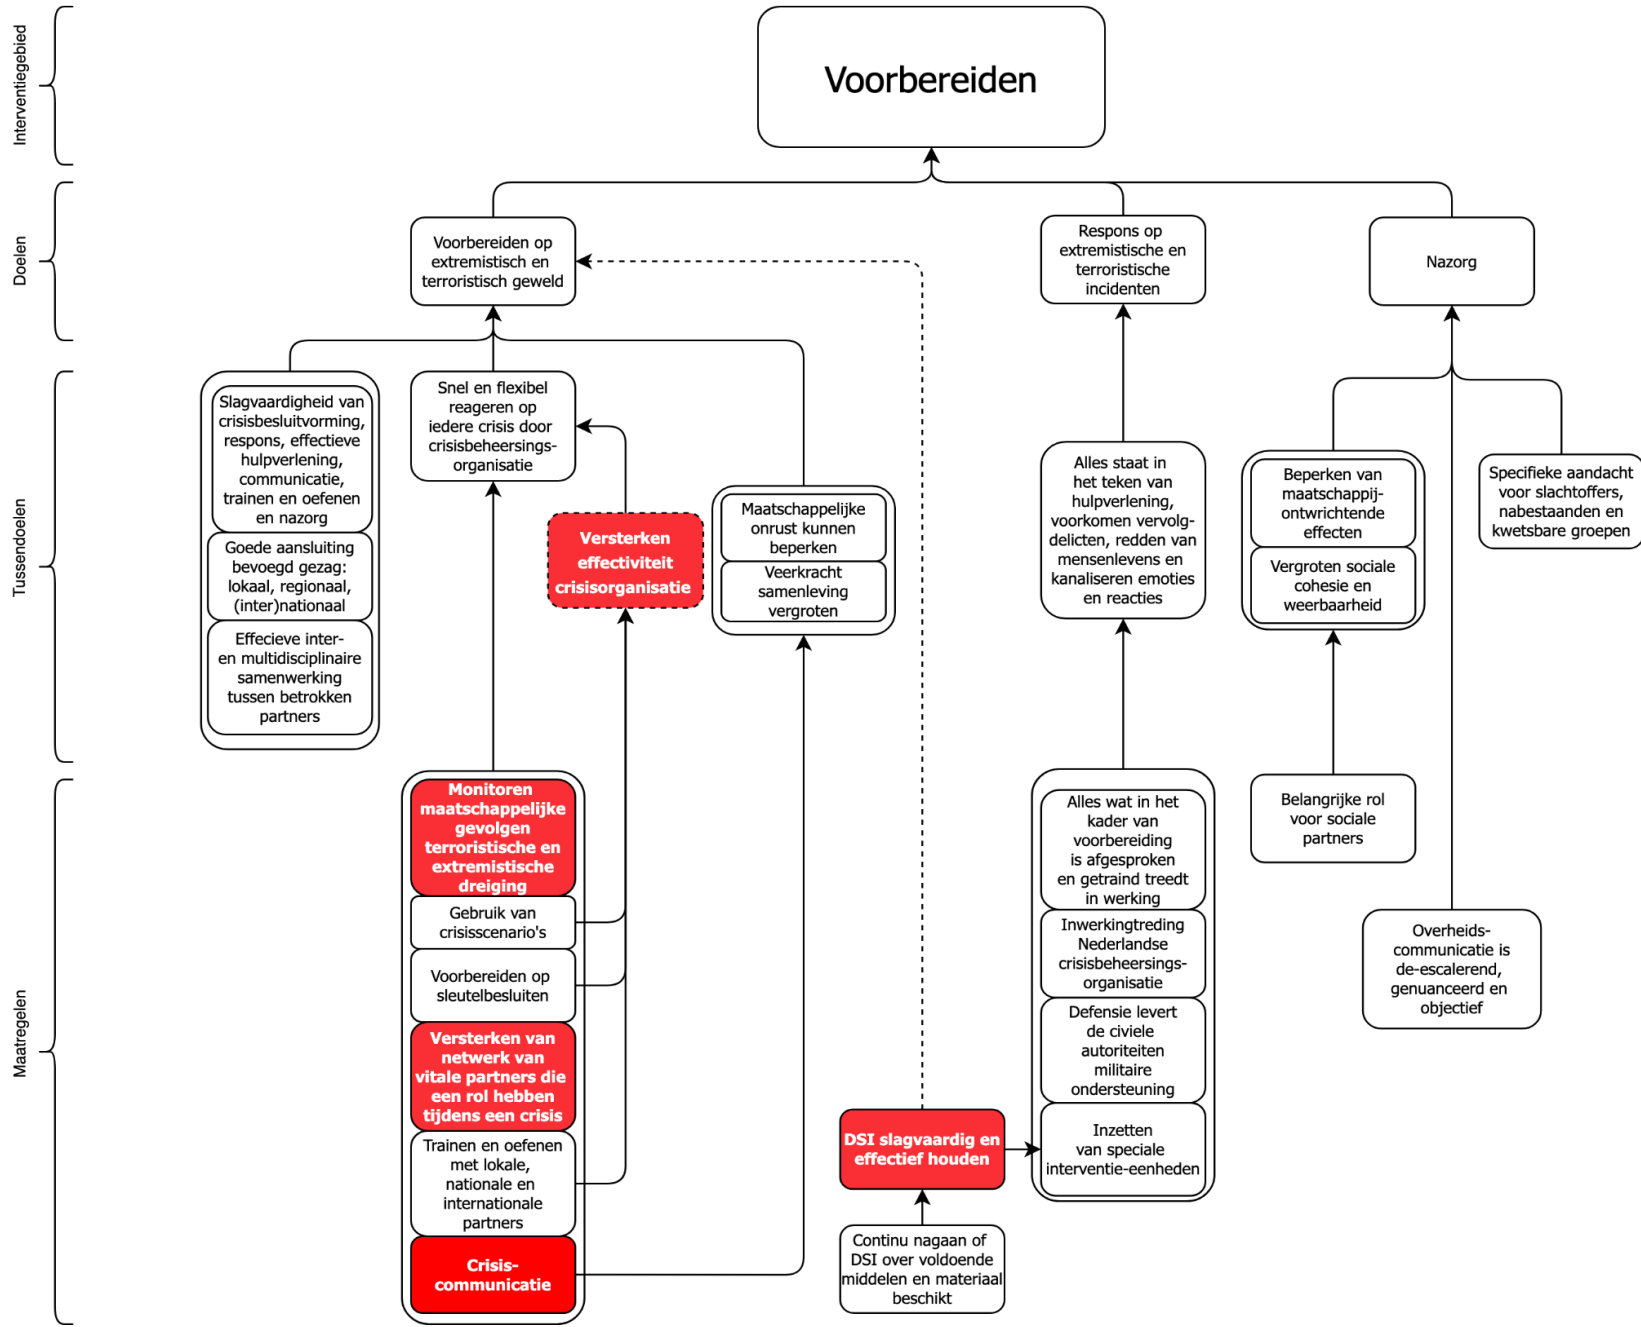 Interventiegebied
Voorbereiden
Doelen
Voorbereiden op
extremistisch en
terroristisch geweld
Respons op
extremistische en
terroristische
incidenten
Nazorg
Tussendoelen
Slagvaardigheid van
crisisbesluitvorming,
respons, effectieve
hulpverlening,
communicatie,
trainen en oefenen
en nazorg
Goede aansluiting
bevoegd gezag:
lokaal, regionaal,
(inter)nationaal
Effecieve inter-
en multidisciplinaire
samenwerking
tussen betrokken
partners
Snel en flexibel
reageren op
iedere crisis door
crisisbeheersings-
organisatie
Versterken
effectiviteit
crisisorganisatie
Maatschappelijke
onrust kunnen
beperken
Veerkracht
samenleving
vergroten
Alles staat in
het teken van
hulpverlening,
voorkomen vervolg-
delicten, redden van
mensenlevens en
kanaliseren emoties
en reacties
Beperken van
maatschappij-
ontwrichtende
effecten
Vergroten sociale
cohesie en
weerbaarheid
Specifieke aandacht
voor slachtoffers,
nabestaanden en
kwetsbare groepen
Maatregelen
Monitoren
maatschappelijke
gevolgen
terroristische en
extremistische
dreiging
Gebruik van
crisisscenario's
Voorbereiden op
sleutelbesluiten
Versterken van
netwerk van
vitale partners die
een rol hebben
tijdens een crisis
Trainen en oefenen
met lokale,
nationale en
internationale
partners
Crisis-
communicatie
DSI slagvaardig en
effectief houden
Continu nagaan of
DSI over voldoende
middelen en materiaal
beschikt
Alles wat in het
kader van
voorbereiding
is afgesproken
en getraind treedt
in werking
Inwerkingtreding
Nederlandse
crisisbeheersings-
organisatie
Defensie levert
de civiele
autoriteiten
militaire
ondersteuning
Inzetten
van speciale
interventie-eenheden
Belangrijke rol
voor sociale
partners
Overheids-
communicatie is
de-escalerend,
genuanceerd en
objectief